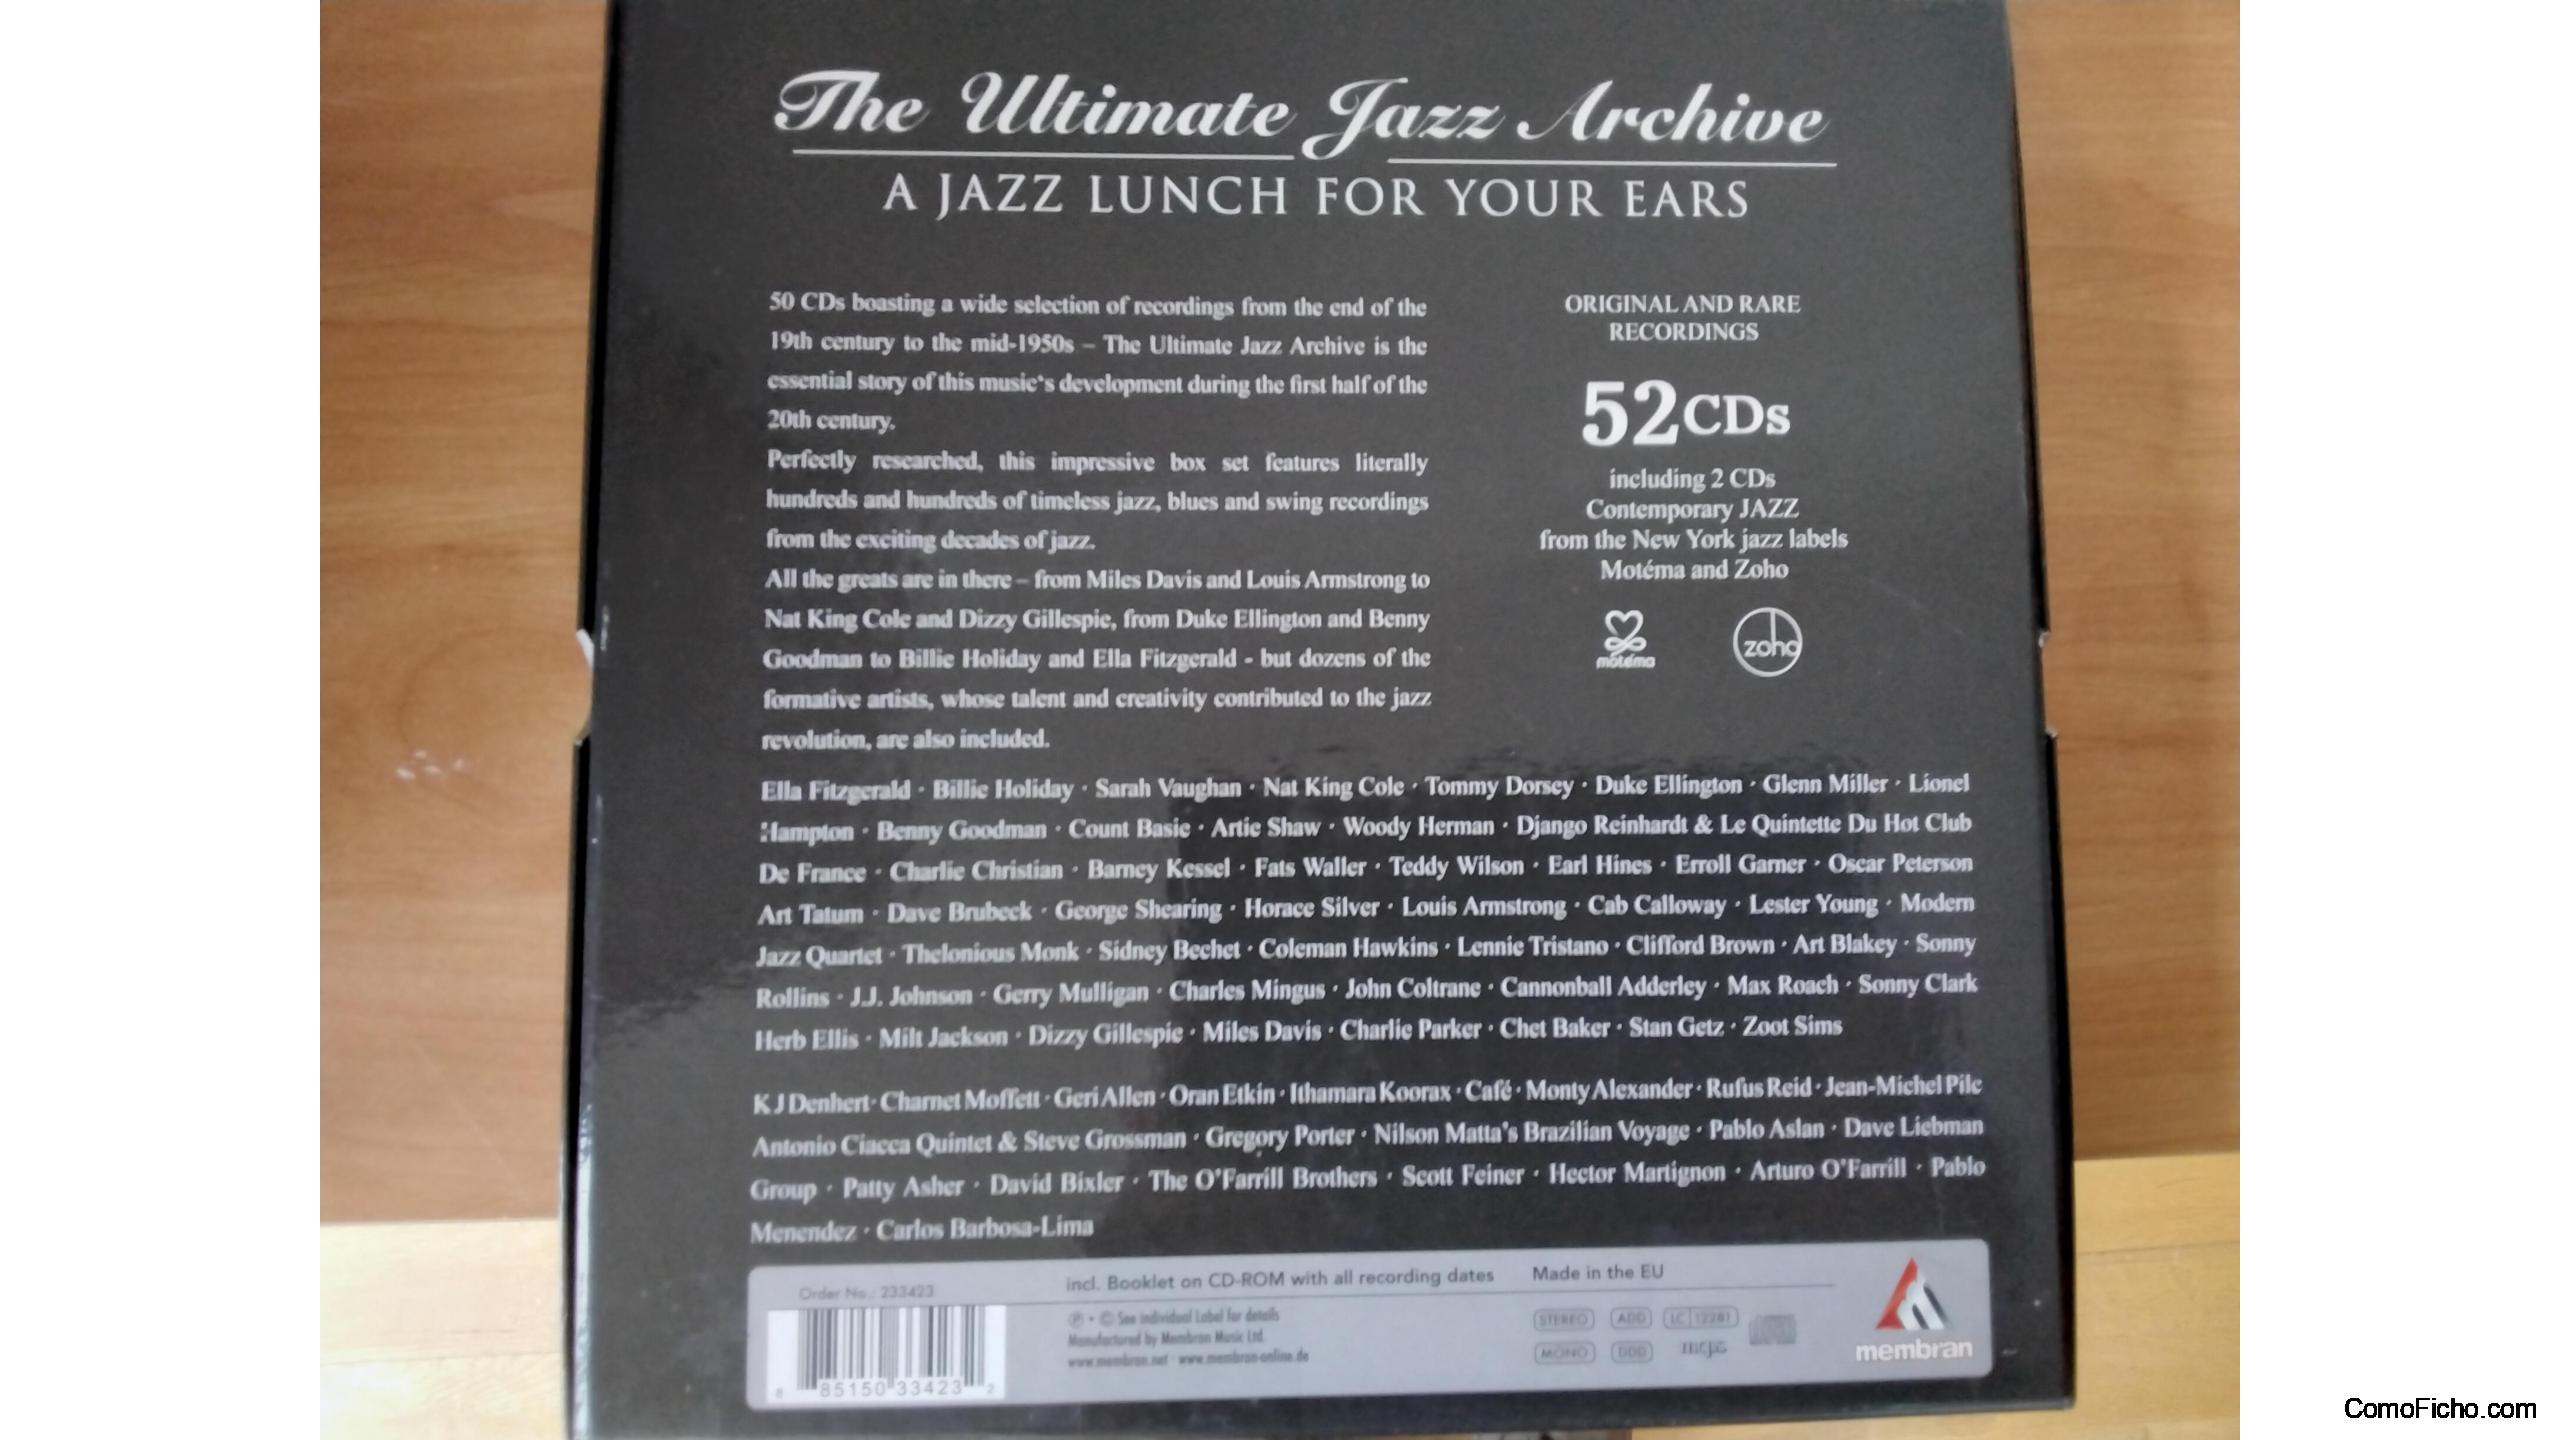 The Ultimate Jazz Archive
A JAZZ LUNCH FOR YOUR EARS
50 CDs boasting a wide selection of recordings from the end of the
19th century to the mid-1950s – The Ultimate Jazz Archive is the
essential story of this music's development during the first half of the
20th century.
Perfectly researched, this impressive box set features literally
hundreds and hundreds of timeless jazz, blues and swing recordings
from the exciting decades of jazz.
All the greats are in there – from Miles Davis and Louis Armstrong to
Nat King Cole and Dizzy Gillespie, from Duke Ellington and Benny
Goodman to Billie Holiday and Ella Fitzgerald - but dozens of the
formative artists, whose talent and creativity contributed to the jazz
revolution, are also included.
ORIGINAL AND RARE
RECORDINGS
52CDs
including 2 CDs
Contemporary JAZZ
from the New York jazz labels
Motéma and Zoho
motéma
zoho
Ella Fitzgerald · Billie Holiday · Sarah Vaughan · Nat King Cole · Tommy Dorsey · Duke Ellington · Glenn Miller · Lionel
Hampton · Benny Goodman · Count Basie · Artie Shaw · Woody Herman · Django Reinhardt & Le Quintette Du Hot Club
De France · Charlie Christian · Barney Kessel · Fats Waller · Teddy Wilson · Earl Hines · Erroll Garner · Oscar Peterson
Art Tatum · Dave Brubeck · George Shearing · Horace Silver · Louis Armstrong · Cab Calloway · Lester Young · Modern
Jazz Quartet · Thelonious Monk · Sidney Bechet · Coleman Hawkins · Lennie Tristano · Clifford Brown · Art Blakey · Sonny
Rollins · J.J. Johnson · Gerry Mulligan · Charles Mingus · John Coltrane · Cannonball Adderley · Max Roach · Sonny Clark
Herb Ellis · Milt Jackson · Dizzy Gillespie · Miles Davis · Charlie Parker · Chet Baker · Stan Getz · Zoot Sims
K J Denhert · Charnet Moffett · Geri Allen · Oran Etkin · Ithamara Koorax · Café · Monty Alexander · Rufus Reid · Jean-Michel Pilc
Antonio Ciacca Quintet & Steve Grossman · Gregory Porter · Nilson Matta's Brazilian Voyage · Pablo Aslan · Dave Liebman
Group · Patty Asher · David Bixler · The O'Farrill Brothers · Scott Feiner · Hector Martignon · Arturo O'Farrill · Pablo
Menendez · Carlos Barbosa-Lima
Order No.: 233423
incl. Booklet on CD-ROM with all recording dates
Made in the EU
℗ + © See individual Label for details
Manufactured by Membran Music Ltd.
www.membran.net · www.membran-online.de
STEREO ADD LC 12281
MONO DDD mcps
membran
8 85150 33423 2
ComoFicho.com